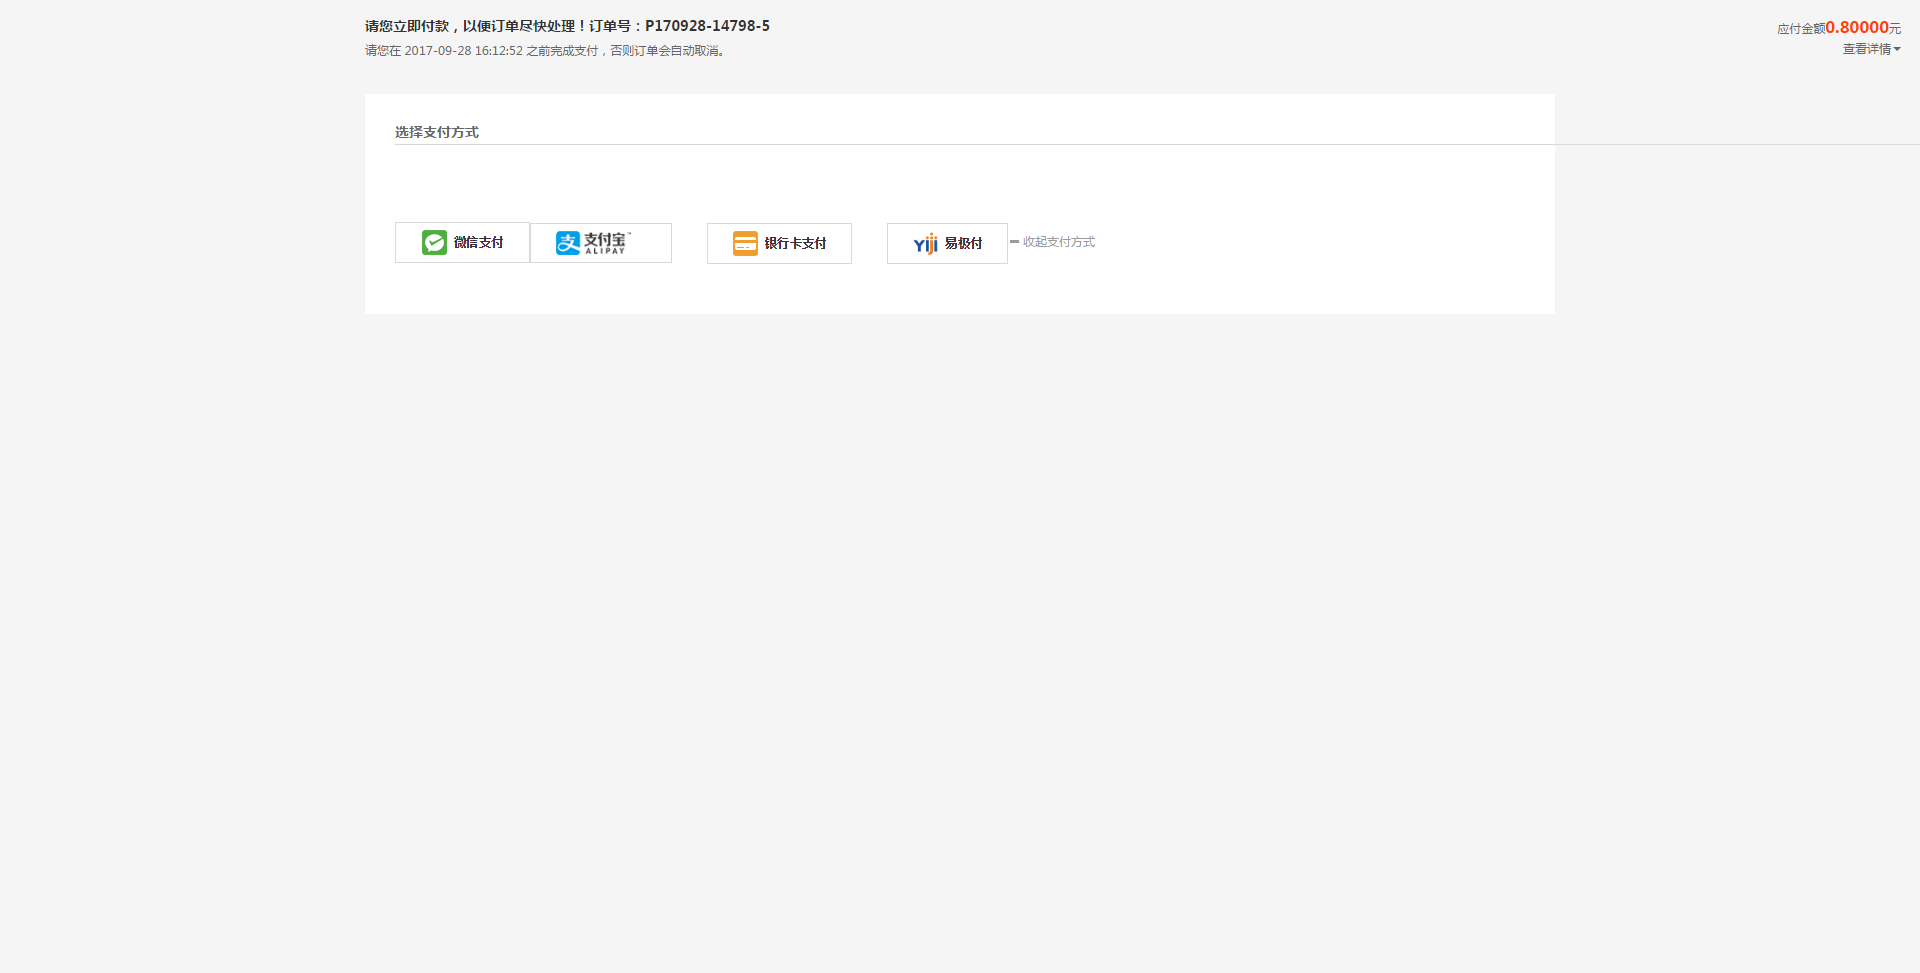 请您立即付款，以便订单尽快处理！订单号：P170928-14798-5
应付金额0.80000元
请您在 2017-09-28 16:12:52 之前完成支付，否则订单会自动取消。
查看详情
选择支付方式
微信支付
支付宝™
ALIPAY
银行卡支付
Yiji 易极付
收起支付方式